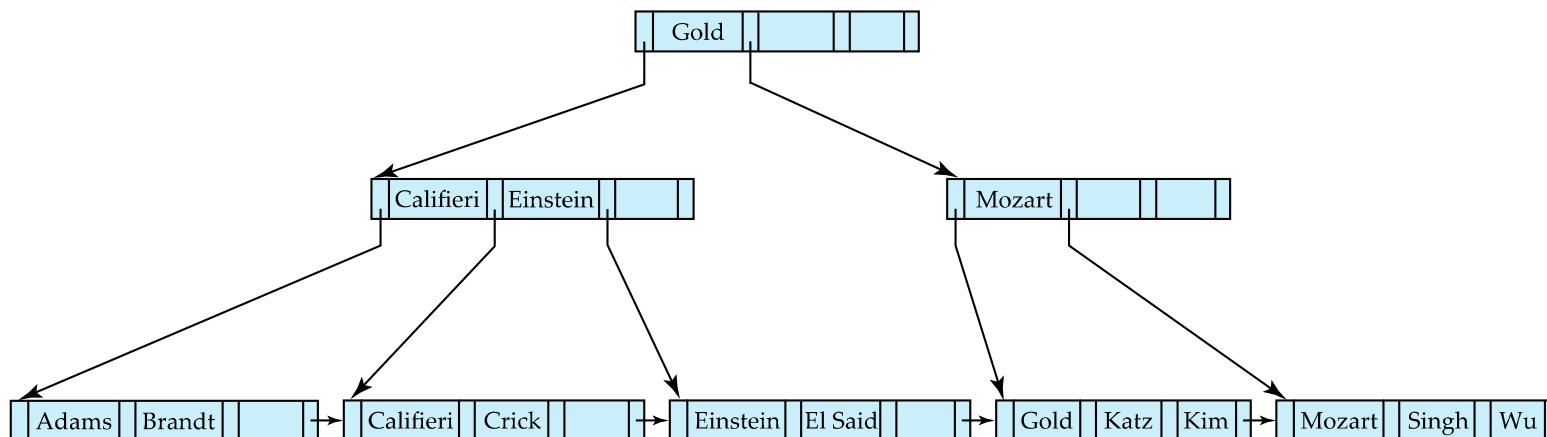 Gold
Califieri Einstein Mozart
Adams Brandt Califieri Crick Einstein El Said Gold Katz Kim Mozart Singh Wu